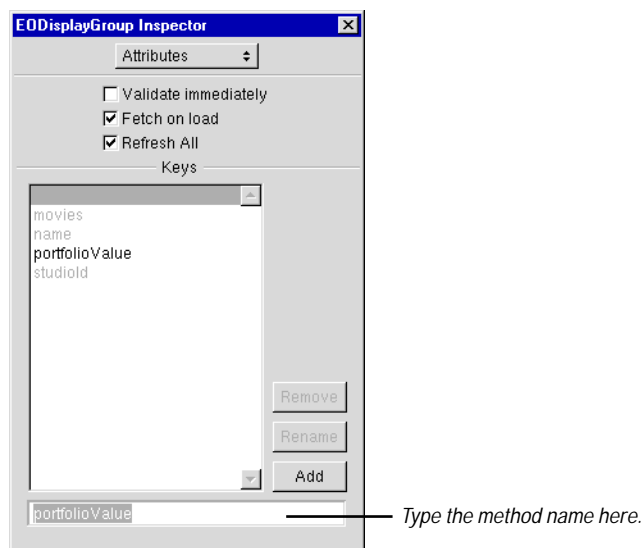 EODisplayGroup Inspector
Attributes
Validate immediately
Fetch on load
Refresh All
Keys
movies
name
portfolioValue
studioId
Remove
Rename
Add
portfolioValue
Type the method name here.